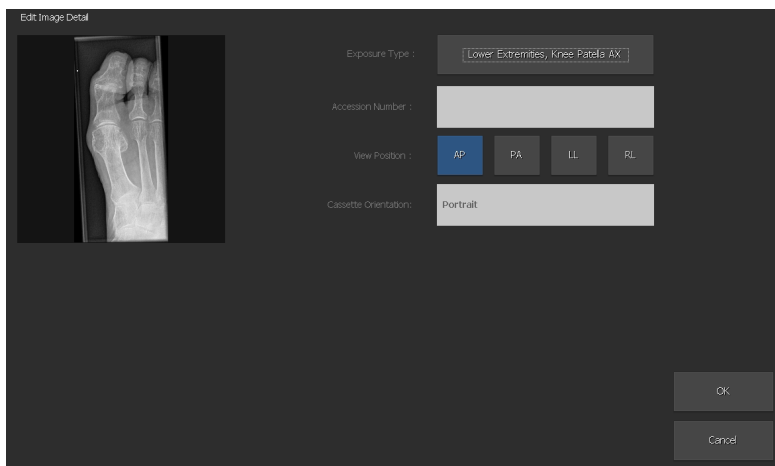 Edit Image Detail
Exposure Type :
Lower Extremities, Knee Patella AX
Accession Number :
View Position :
AP
PA
LL
RL
Cassette Orientation:
Portrait
OK
Cancel